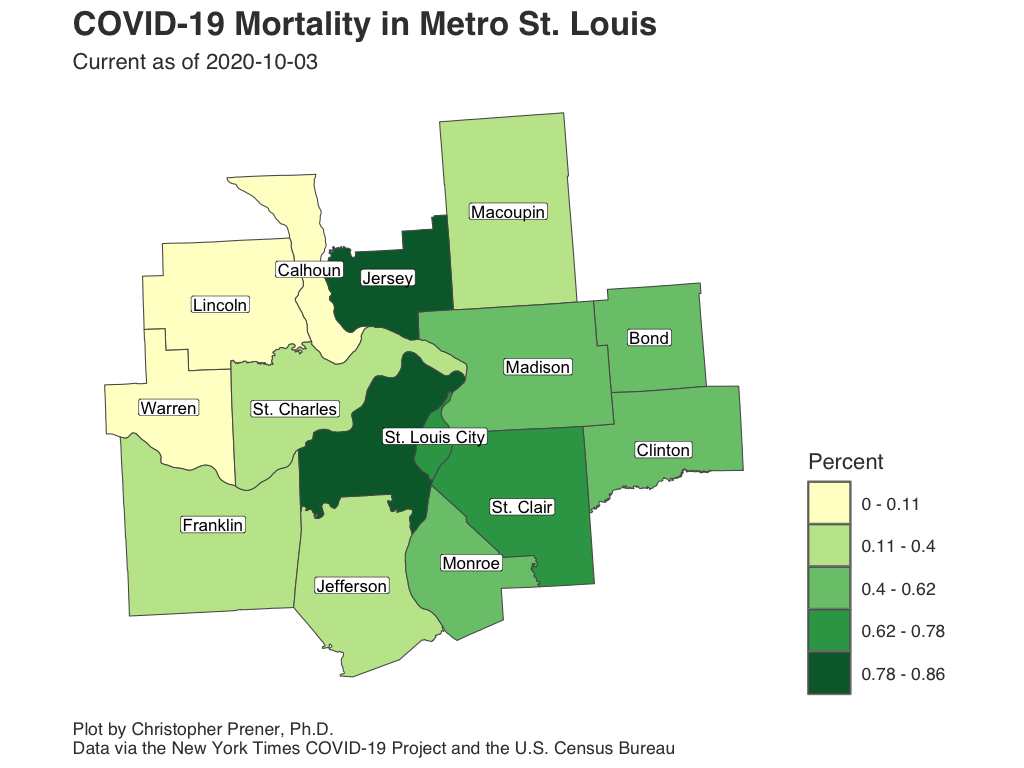 COVID-19 Mortality in Metro St. Louis
Current as of 2020-10-03
Macoupin
Calhoun
Jersey
Lincoln
Bond
Madison
Warren
St. Charles
St. Louis City
Clinton
St. Clair
Franklin
Monroe
Jefferson
Percent
0 - 0.11
0.11 - 0.4
0.4 - 0.62
0.62 - 0.78
0.78 - 0.86
Plot by Christopher Prener, Ph.D.
Data via the New York Times COVID-19 Project and the U.S. Census Bureau